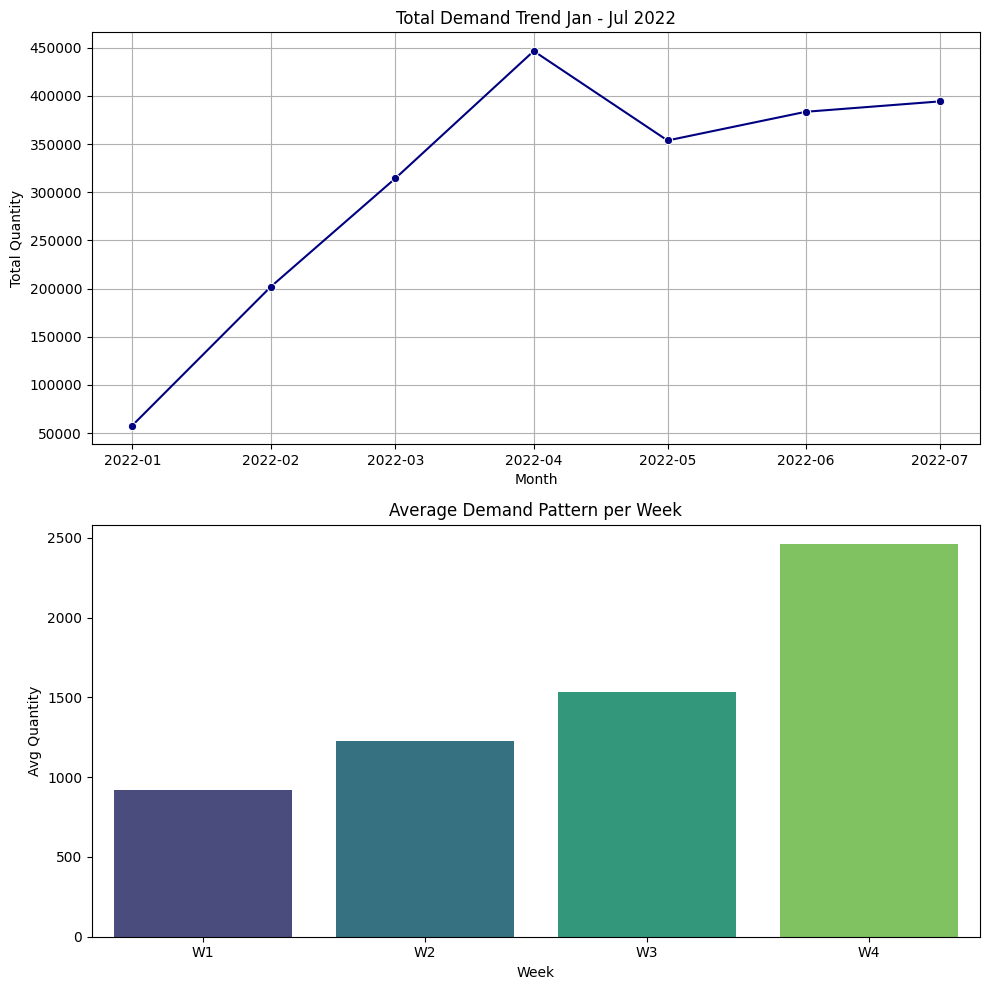 Total Demand Trend Jan - Jul 2022
450000
400000
350000
300000
250000
200000
150000
100000
50000
Total Quantity
2022-01 2022-02 2022-03 2022-04 2022-05 2022-06 2022-07
Month
Average Demand Pattern per Week
2500
2000
1500
1000
500
0
Avg Quantity
W1 W2 W3 W4
Week